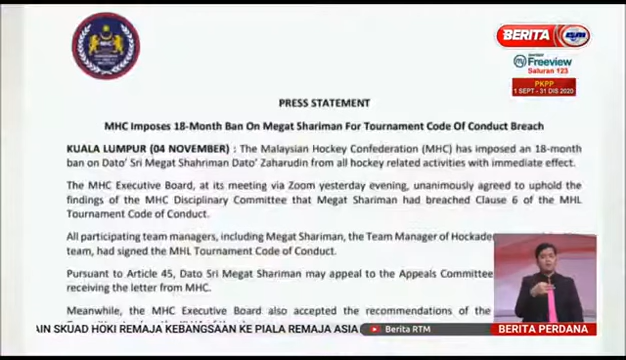 BERITA RTM
MHC
myFreeview
Saluran 123
PKPP
1 SEPT - 31 DIS 2020
PRESS STATEMENT
MHC Imposes 18-Month Ban On Megat Shariman For Tournament Code Of Conduct Breach
KUALA LUMPUR (04 NOVEMBER) : The Malaysian Hockey Confederation (MHC) has imposed an 18-month
ban on Dato' Sri Megat Shahriman Dato' Zaharudin from all hockey related activities with immediate effect.
The MHC Executive Board, at its meeting via Zoom yesterday evening, unanimously agreed to uphold the
findings of the MHC Disciplinary Committee that Megat Shariman had breached Clause 6 of the MHL
Tournament Code of Conduct.
All participating team managers, including Megat Shariman, the Team Manager of Hockade
team, had signed the MHL Tournament Code of Conduct.
Pursuant to Article 45, Dato Sri Megat Shariman may appeal to the Appeals Committee
receiving the letter from MHC.
Meanwhile, the MHC Executive Board also accepted the recommendations of the
AIN SKUAD HOKI REMAJA KEBANGSAAN KE PIALA REMAJA ASIA
Berita RTM
BERITA PERDANA